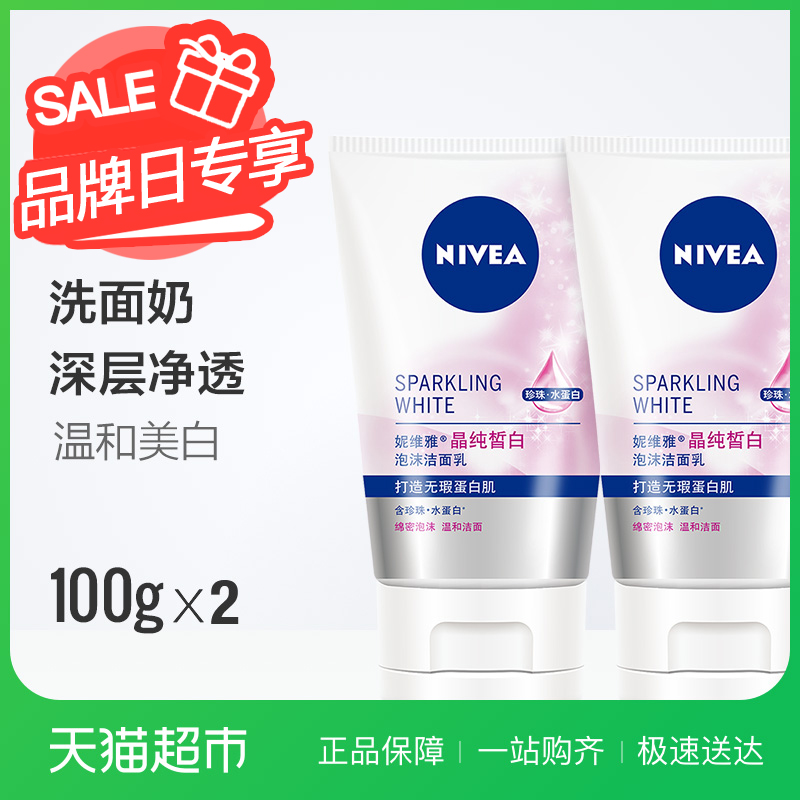 SALE
品牌日专享
洗面奶
深层净透
温和美白
100g x2
NIVEA
SPARKLING
WHITE
珍珠·水蛋白
妮维雅®晶纯皙白
泡沫洁面乳
打造无瑕蛋白肌
含珍珠·水蛋白*
绵密泡沫 温和洁面
NIVEA
SPARKLING
WHITE
珍珠·水
妮维雅®晶纯皙白
泡沫洁面乳
打造无瑕蛋白肌
含珍珠·水蛋白*
绵密泡沫 温和洁面
天猫超市
正品保障 | 一站购齐 | 极速送达